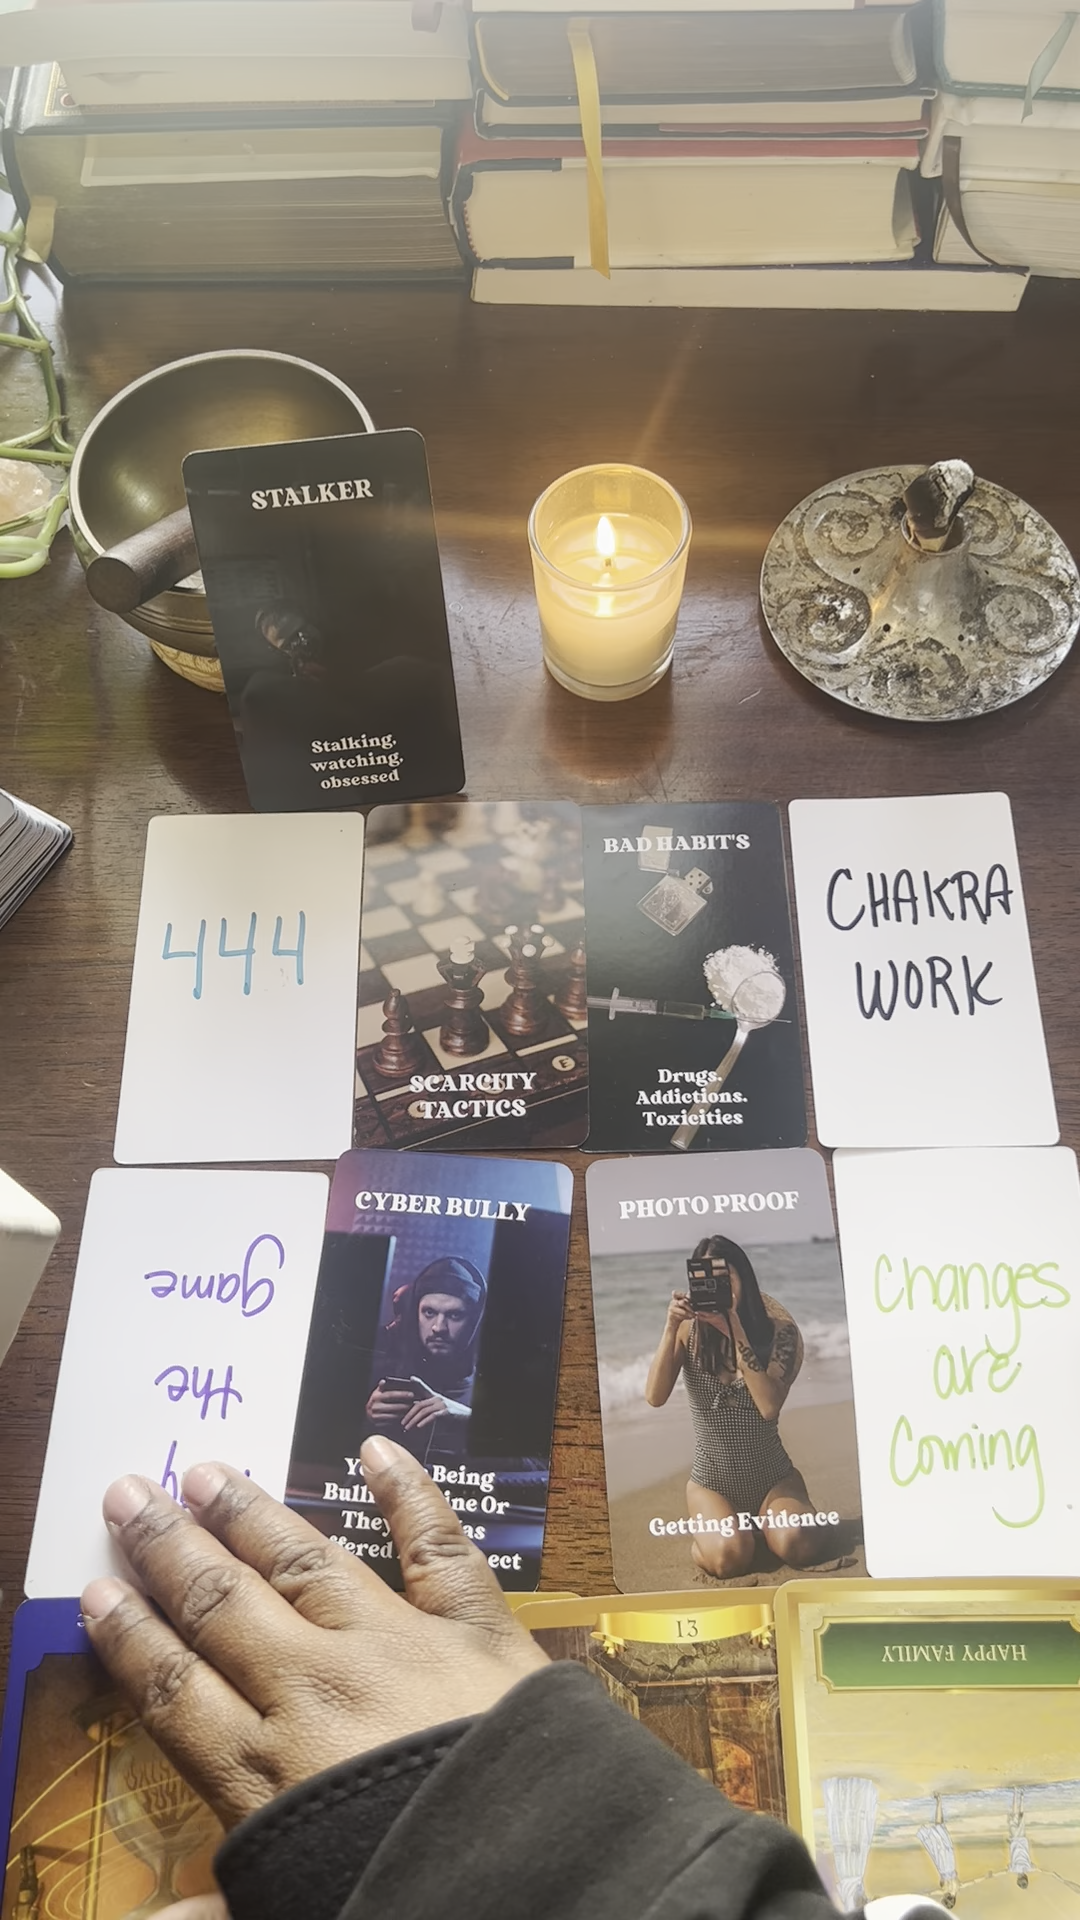 STALKER
Stalking,
watching,
obsessed
444
SCARCITY
TACTICS
BAD HABIT'S
Drugs.
Addictions.
Toxicities
CHAKRA
WORK
game
the
CYBER BULLY
Being
Or
They
PHOTO PROOF
Getting Evidence
Changes
are
Coming
13
HAPPY FAMILY